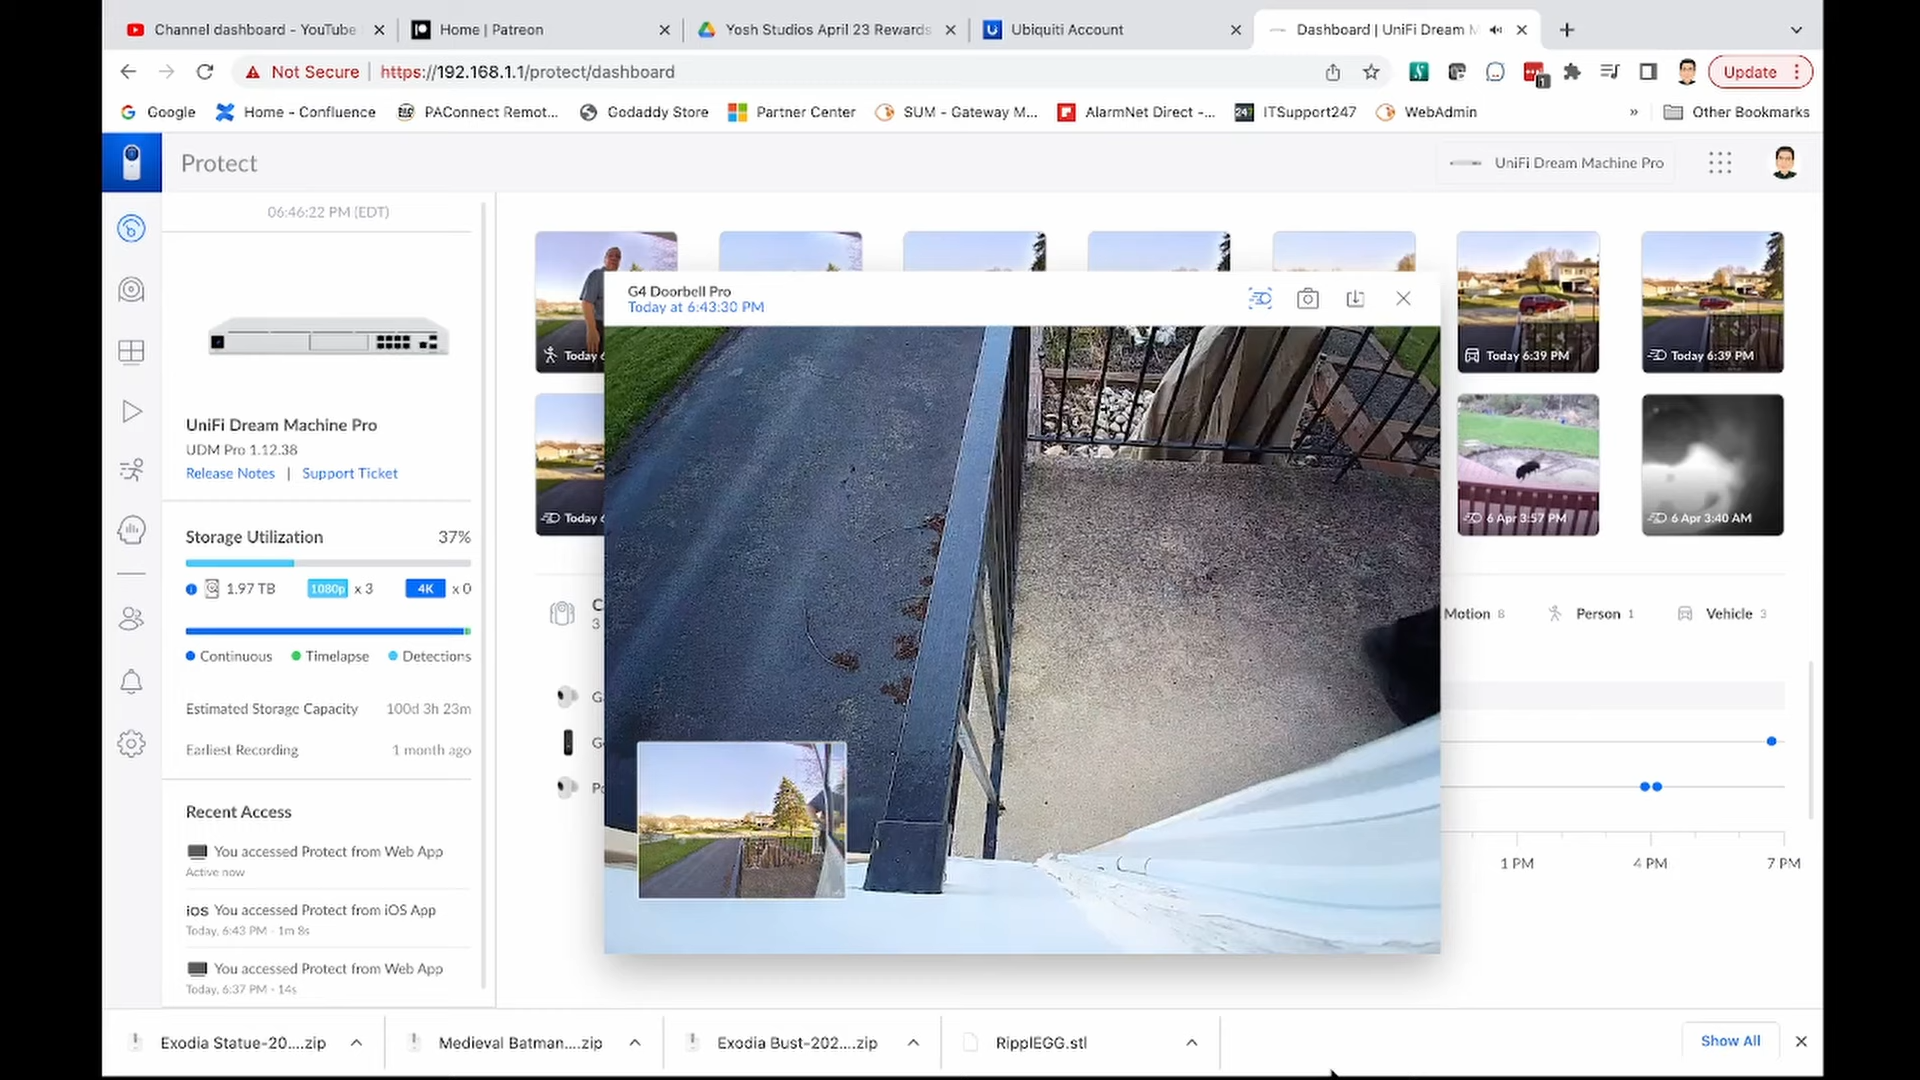 Channel dashboard - YouTube
Home | Patreon
Yosh Studios April 23 Rewards
Ubiquiti Account
Dashboard | UniFi Dream M
Not Secure | https://192.168.1.1/protect/dashboard
Update
Google
Home - Confluence
PAConnect Remot...
Godaddy Store
Partner Center
SUM - Gateway M...
AlarmNet Direct -...
ITSupport247
WebAdmin
»
Other Bookmarks
Protect
UniFi Dream Machine Pro
06:46:22 PM (EDT)
UniFi Dream Machine Pro
UDM Pro 1.12.38
Release Notes | Support Ticket
Storage Utilization 37%
1.97 TB 1080p x 3 4K x 0
Continuous Timelapse Detections
Estimated Storage Capacity 100d 3h 23m
Earliest Recording 1 month ago
Recent Access
You accessed Protect from Web App
Active now
iOS You accessed Protect from iOS App
Today, 6:43 PM - 1m 8s
You accessed Protect from Web App
Today, 6:37 PM - 14s
G4 Doorbell Pro
Today at 6:43:30 PM
Today 6
Today 6:39 PM
Today 6:39 PM
Today 6
6 Apr 3:57 PM
6 Apr 3:40 AM
C
3
Motion 8
Person 1
Vehicle 3
G
G
Po
1 PM
4 PM
7 PM
Exodia Statue-20....zip
Medieval Batman....zip
Exodia Bust-202....zip
RipplEGG.stl
Show All